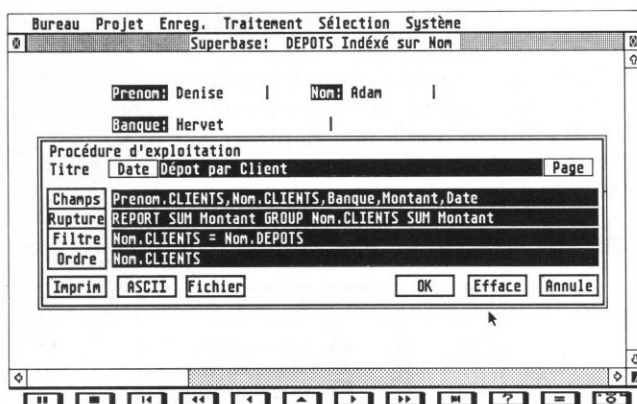 Bureau Projet Enreg. Traitement Sélection Système
Superbase: DEPOTS Indéxé sur Nom
Prenom: Denise Nom: Adam
Banque: Hervet
Procédure d'exploitation
Titre Date Dépot par Client Page
Champs Prenom.CLIENTS,Nom.CLIENTS,Banque,Montant,Date
Rupture REPORT SUM Montant GROUP Nom.CLIENTS SUM Montant
Filtre Nom.CLIENTS = Nom.DEPOTS
Ordre Nom.CLIENTS
Imprim ASCII Fichier OK Efface Annule
? =